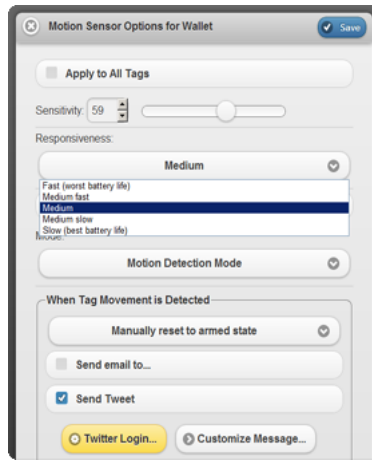 Motion Sensor Options for Wallet
Save
Apply to All Tags
Sensitivity: 59
Responsiveness:
Medium
Fast (worst battery life)
Medium fast
Medium
Medium slow
Slow (best battery life)
Mode:
Motion Detection Mode
When Tag Movement is Detected
Manually reset to armed state
Send email to...
Send Tweet
Twitter Login...
Customize Message...